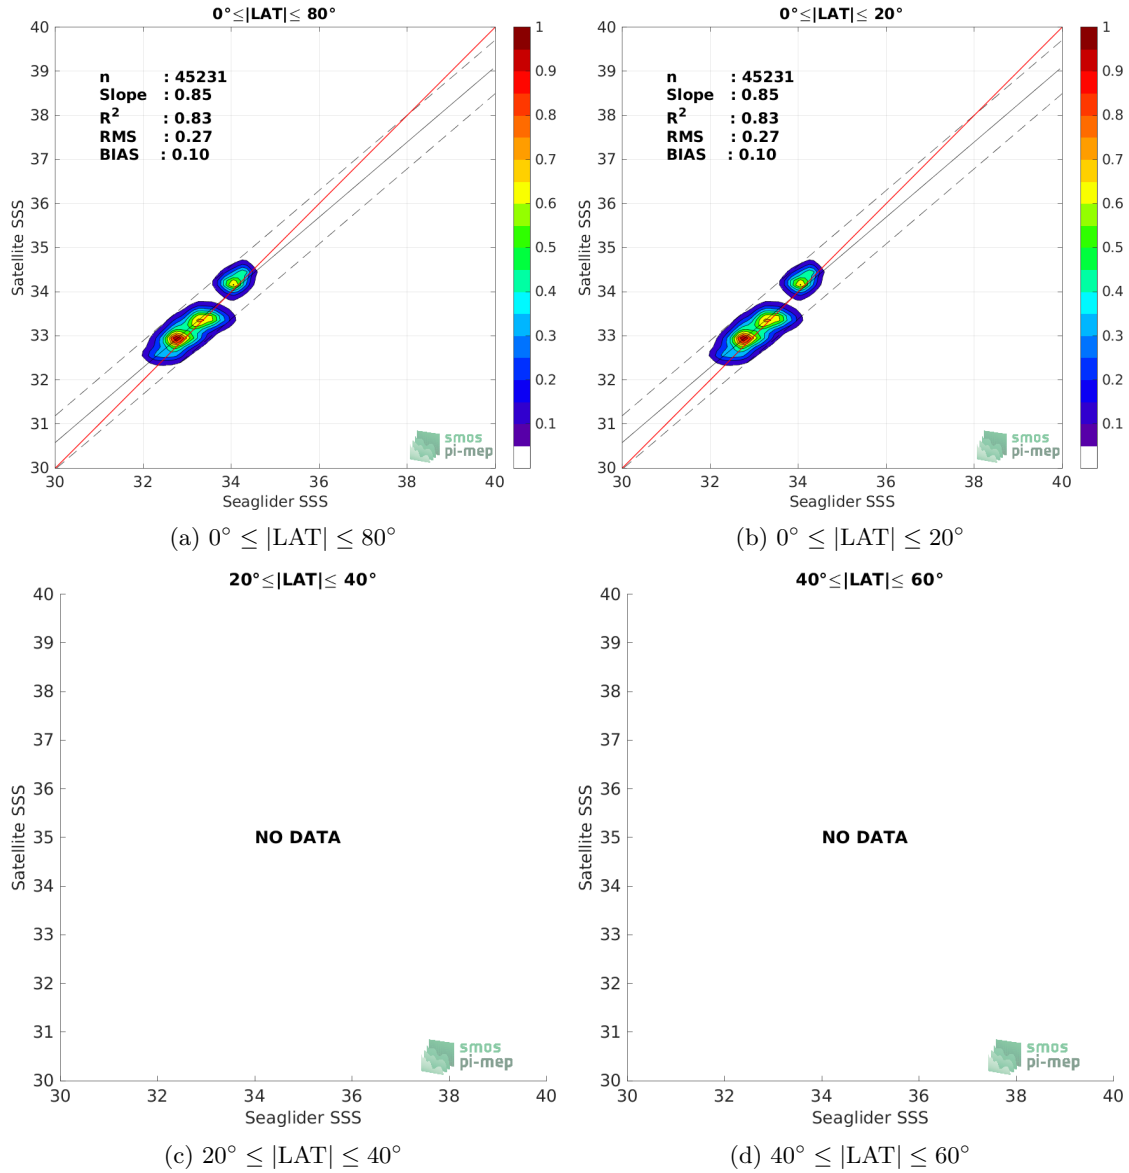 0°≤|LAT|≤ 80°
40
39
38
37
36
35
34
33
32
31
30
Satellite SSS
n : 45231
Slope : 0.85
R² : 0.83
RMS : 0.27
BIAS : 0.10
smos
pi-mep
30 32 34 36 38 40
Seaglider SSS
1
0.9
0.8
0.7
0.6
0.5
0.4
0.3
0.2
0.1
(a) 0° ≤ |LAT| ≤ 80°
0°≤|LAT|≤ 20°
40
39
38
37
36
35
34
33
32
31
30
Satellite SSS
n : 45231
Slope : 0.85
R² : 0.83
RMS : 0.27
BIAS : 0.10
smos
pi-mep
30 32 34 36 38 40
Seaglider SSS
1
0.9
0.8
0.7
0.6
0.5
0.4
0.3
0.2
0.1
(b) 0° ≤ |LAT| ≤ 20°
20°≤|LAT|≤ 40°
40
39
38
37
36
35
34
33
32
31
30
Satellite SSS
NO DATA
smos
pi-mep
30 32 34 36 38 40
Seaglider SSS
(c) 20° ≤ |LAT| ≤ 40°
40°≤|LAT|≤ 60°
40
39
38
37
36
35
34
33
32
31
30
Satellite SSS
NO DATA
smos
pi-mep
30 32 34 36 38 40
Seaglider SSS
(d) 40° ≤ |LAT| ≤ 60°